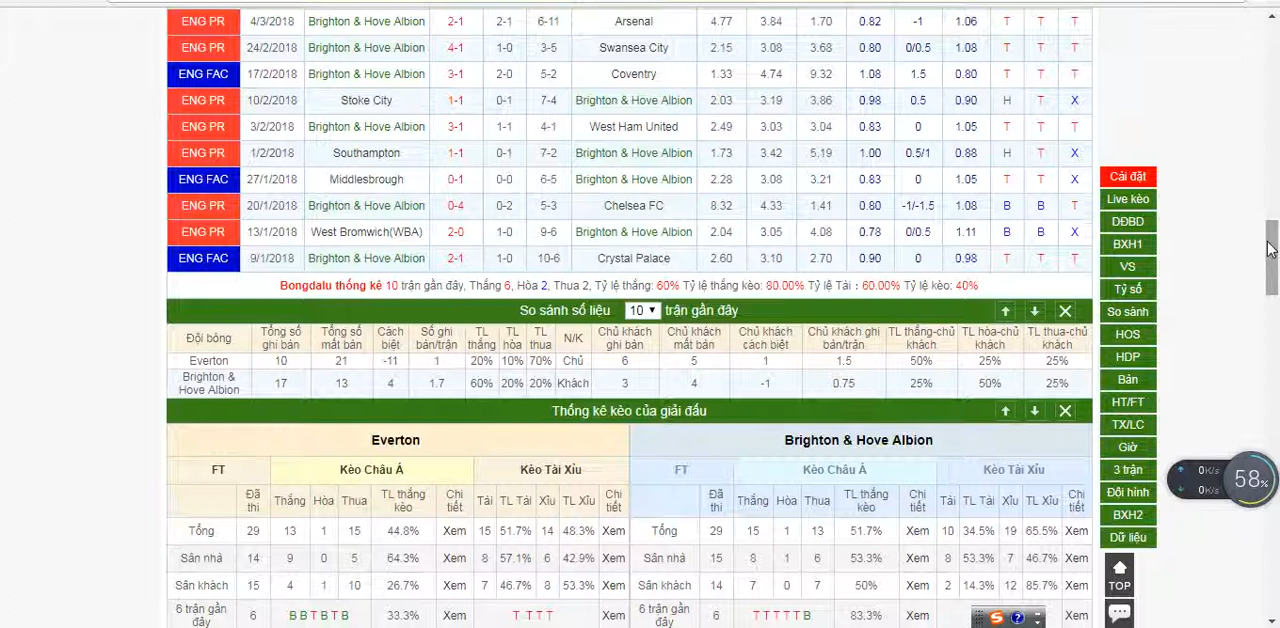 ENG PR 4/3/2018 Brighton & Hove Albion 2-1 2-1 6-11 Arsenal 4.77 3.84 1.70 0.82 -1 1.06 T T T
ENG PR 24/2/2018 Brighton & Hove Albion 4-1 1-0 3-5 Swansea City 2.15 3.08 3.68 0.80 0/0.5 1.08 T T T
ENG FAC 17/2/2018 Brighton & Hove Albion 3-1 2-0 5-2 Coventry 1.33 4.74 9.32 1.08 1.5 0.80 T T T
ENG PR 10/2/2018 Stoke City 1-1 0-1 7-4 Brighton & Hove Albion 2.03 3.19 3.86 0.98 0.5 0.90 H T X
ENG PR 3/2/2018 Brighton & Hove Albion 3-1 1-1 4-1 West Ham United 2.49 3.03 3.04 0.83 0 1.05 T T T
ENG PR 1/2/2018 Southampton 1-1 0-1 7-2 Brighton & Hove Albion 1.73 3.42 5.19 1.00 0.5/1 0.88 H T X
ENG FAC 27/1/2018 Middlesbrough 0-1 0-0 6-5 Brighton & Hove Albion 2.28 3.08 3.21 0.83 0 1.05 T T X
ENG PR 20/1/2018 Brighton & Hove Albion 0-4 0-2 5-3 Chelsea FC 8.32 4.33 1.41 0.80 -1/-1.5 1.08 B B T
ENG PR 13/1/2018 West Bromwich(WBA) 2-0 1-0 9-6 Brighton & Hove Albion 2.04 3.05 4.08 0.78 0/0.5 1.11 B B X
ENG FAC 9/1/2018 Brighton & Hove Albion 2-1 1-0 10-6 Crystal Palace 2.60 3.10 2.70 0.90 0 0.98 T T T
Bongdalu thống kê 10 trận gần đây, Thắng 6, Hòa 2, Thua 2, Tỷ lệ thắng: 60% Tỷ lệ thắng kèo: 80.00% Tỷ lệ Tài : 60.00% Tỷ lệ kèo: 40%
So sánh số liệu 10 trận gần đây
Đội bóng Tổng số ghi bàn Tổng số mất bàn Cách biệt Số ghi bàn TL thắng TL hòa TL thua N/K Chủ khách ghi bàn Chủ khách mất bàn Chủ khách cách biệt Chủ khách ghi bàn/trận TL thắng-chủ khách TL hòa-chủ khách TL thua-chủ khách
Everton 10 21 -11 1 20% 10% 70% Chủ 6 5 1 1.5 50% 25% 25%
Brighton & Hove Albion 17 13 4 1.7 60% 20% 20% Khách 3 4 -1 0.75 25% 50% 25%
Thống kê kèo của giải đấu
Everton Brighton & Hove Albion
FT Kèo Châu Á Kèo Tài Xỉu FT Kèo Châu Á Kèo Tài Xỉu
Đã thi Thắng Hòa Thua TL thắng kèo Chi tiết Tài TL Tài Xỉu TL Xỉu Chi tiết Đã thi Thắng Hòa Thua TL thắng kèo Chi tiết Tài TL Tài Xỉu TL Xỉu Chi tiết
Tổng 29 13 1 15 44.8% Xem 15 51.7% 14 48.3% Xem Tổng 29 15 1 13 51.7% Xem 10 34.5% 19 65.5% Xem
Sân nhà 14 9 0 5 64.3% Xem 8 57.1% 6 42.9% Xem Sân nhà 15 8 1 6 53.3% Xem 8 53.3% 7 46.7% Xem
Sân khách 15 4 1 10 26.7% Xem 7 46.7% 8 53.3% Xem Sân khách 14 7 0 7 50% Xem 2 14.3% 12 85.7% Xem
6 trận gần đây 6 B B T B T B 33.3% Xem T T T T Xem 6 trận gần đây 6 T T T T T B 83.3% Xem Xem
Cài đặt
Live kèo
DĐBD
BXH1
VS
Tỷ số
So sánh
HOS
HDP
Bàn
HT/FT
TX/LC
Giờ
3 trận
Đội hình
BXH2
Dữ liệu
TOP
0K/s
0K/s
58%